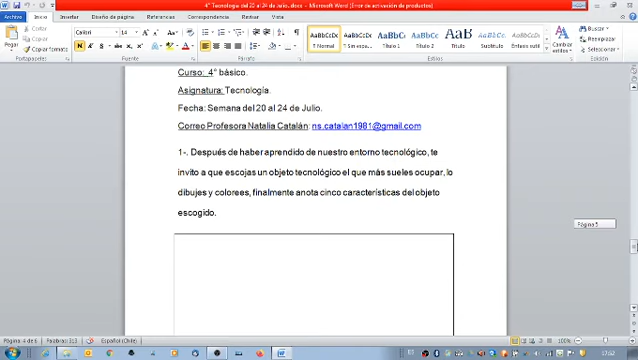 4° Tecnologia del 20 al 24 de Julio..docx - Microsoft Word (Error de activación de productos)
Archivo Inicio Insertar Diseño de página Referencias Correspondencia Revisar Vista
Cortar
Copiar
Copiar formato
Pegar
Portapapeles
Calibri 14
Fuente
Párrafo
AaBbCcDc AaBbCcDc
¶ Normal ¶ Sin espa... Título 1 Título 2 Título Subtítulo Énfasis sutil
Estilos
Cambiar estilos
Buscar
Reemplazar
Seleccionar
Edición
Curso: 4° básico.
Asignatura: Tecnología.
Fecha: Semana del 20 al 24 de Julio.
Correo Profesora Natalia Catalán: ns.catalan1981@gmail.com
1-. Después de haber aprendido de nuestro entorno tecnológico, te
invito a que escojas un objeto tecnológico el que más sueles ocupar, lo
dibujes y colorees, finalmente anota cinco características del objeto
escogido.
Página 5
Página: 4 de 6 Palabras: 313 Español (Chile) 100%
ES 17:02